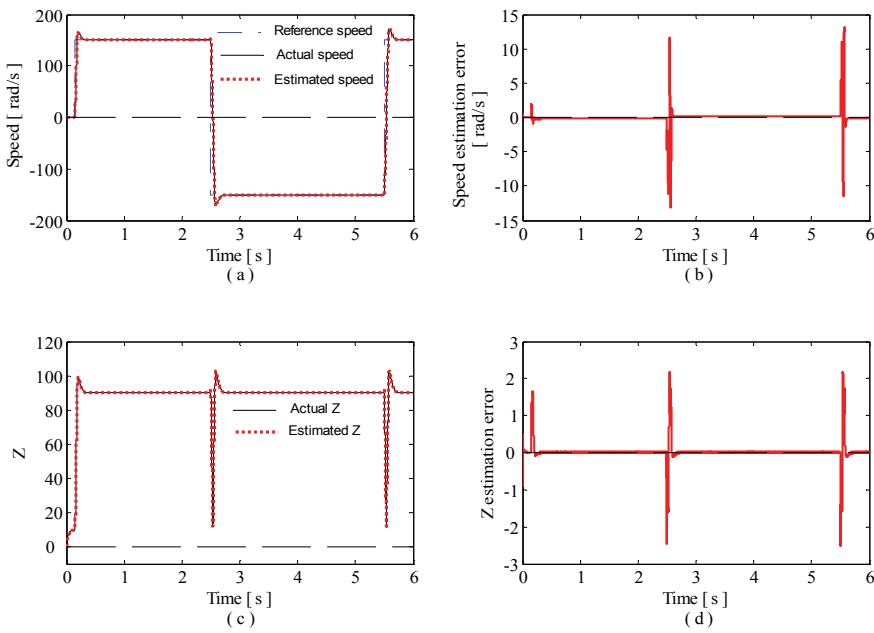 200
100
0
-100
-200
Speed [ rad/s ]
Reference speed
Actual speed
Estimated speed
0 1 2 3 4 5 6
Time [ s ]
( a )
15
10
5
0
-5
-10
-15
Speed estimation error
[ rad/s ]
0 1 2 3 4 5 6
Time [ s ]
( b )
120
100
80
60
40
20
0
Z
Actual Z
Estimated Z
0 1 2 3 4 5 6
Time [ s ]
( c )
3
2
1
0
-1
-2
-3
Z estimation error
0 1 2 3 4 5 6
Time [ s ]
( d )